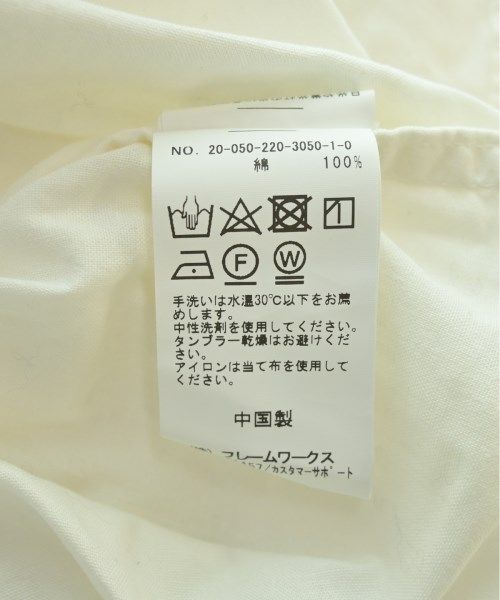 NO. 20-050-220-3050-1-0
綿 100%
F
W
手洗いは水温30℃以下をお薦
めします。
中性洗剤を使用してください。
タンブラー乾燥はお避けくだ
さい。
アイロンは当て布を使用して
ください。
中国製
フレームワークス
/カスタマーサポート